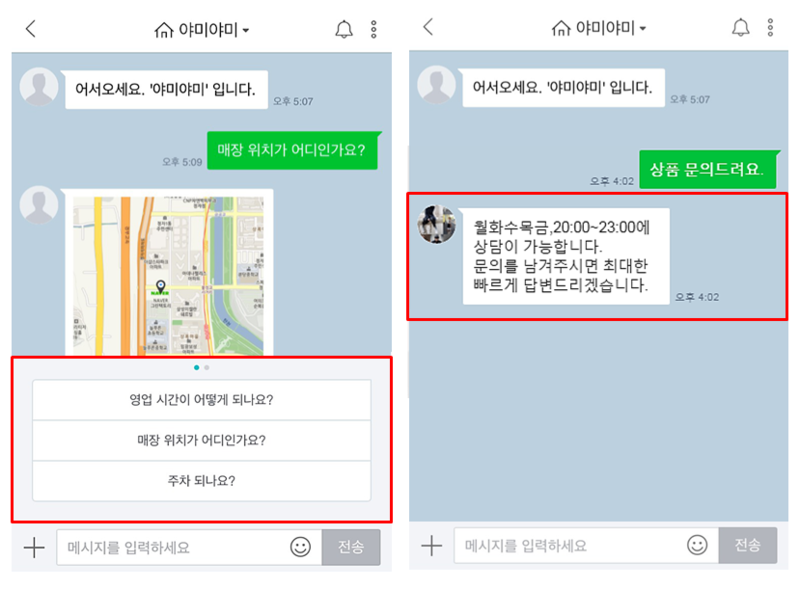 야미야미
어서오세요. '야미야미' 입니다.
오후 5:07
매장 위치가 어디인가요?
오후 5:09
NAVER
영업 시간이 어떻게 되나요?
매장 위치가 어디인가요?
주차 되나요?
메시지를 입력하세요
전송
야미야미
어서오세요. '야미야미' 입니다.
오후 5:07
상품 문의드려요.
오후 4:02
월화수목금,20:00~23:00에
상담이 가능합니다.
문의를 남겨주시면 최대한
빠르게 답변드리겠습니다.
오후 4:02
메시지를 입력하세요
전송